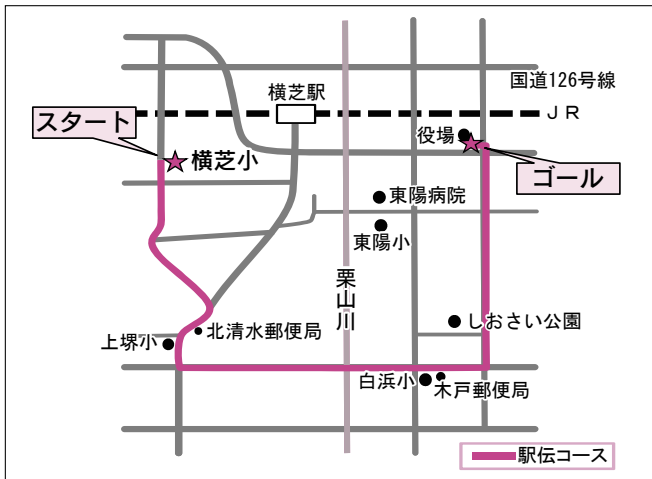 国道126号線
横芝駅
JR
スタート
役場
横芝小
ゴール
東陽病院
東陽小
栗山川
北清水郵便局
しおさい公園
上堺小
白浜小
木戸郵便局
駅伝コース